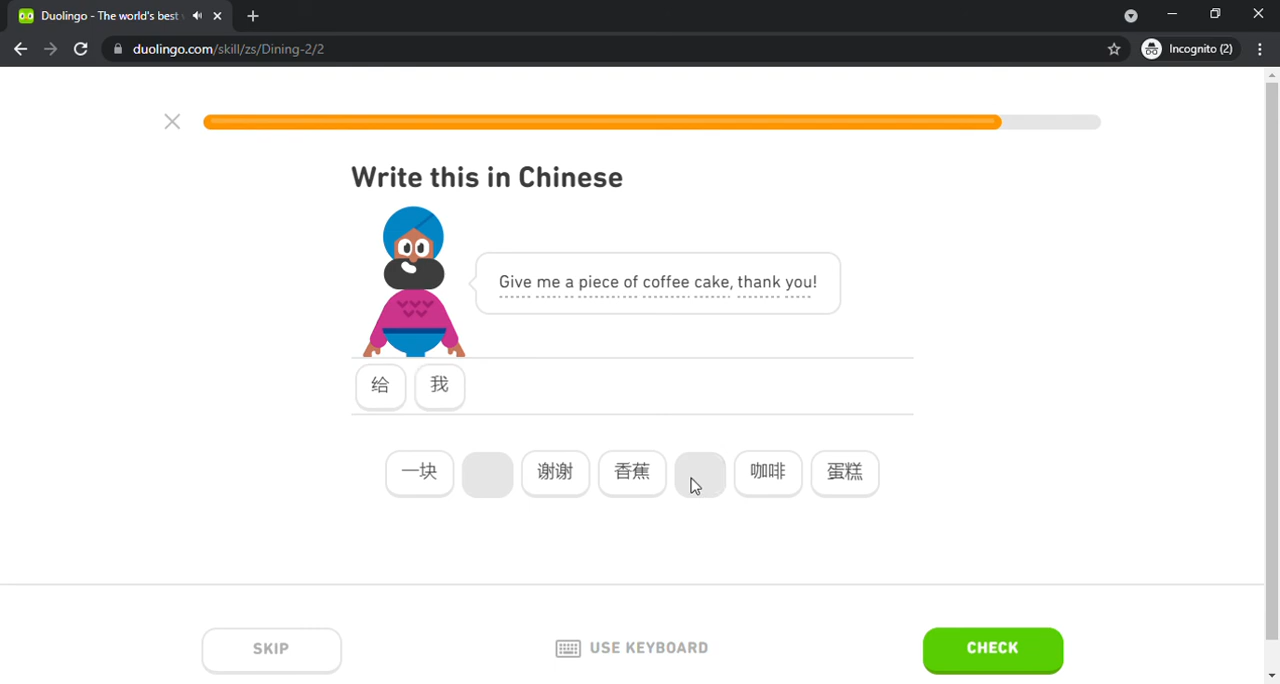 Duolingo - The world's best
duolingo.com/skill/zs/Dining-2/2
Incognito (2)
Write this in Chinese
Give me a piece of coffee cake, thank you!
给 我
一块 谢谢 香蕉 咖啡 蛋糕
SKIP
USE KEYBOARD
CHECK